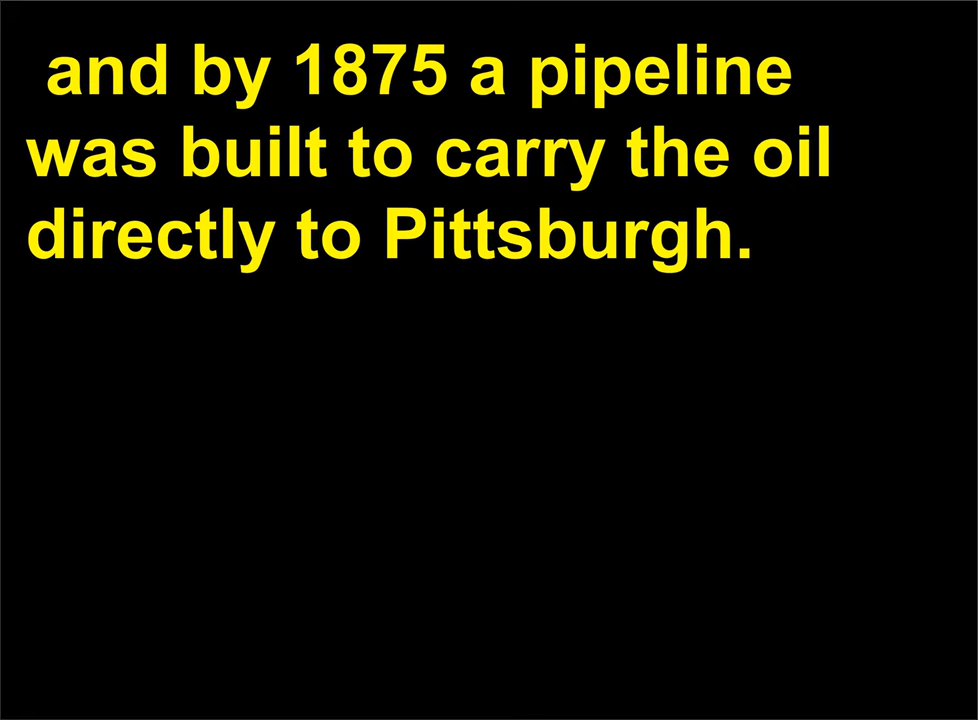 and by 1875 a pipeline
was built to carry the oil
directly to Pittsburgh.